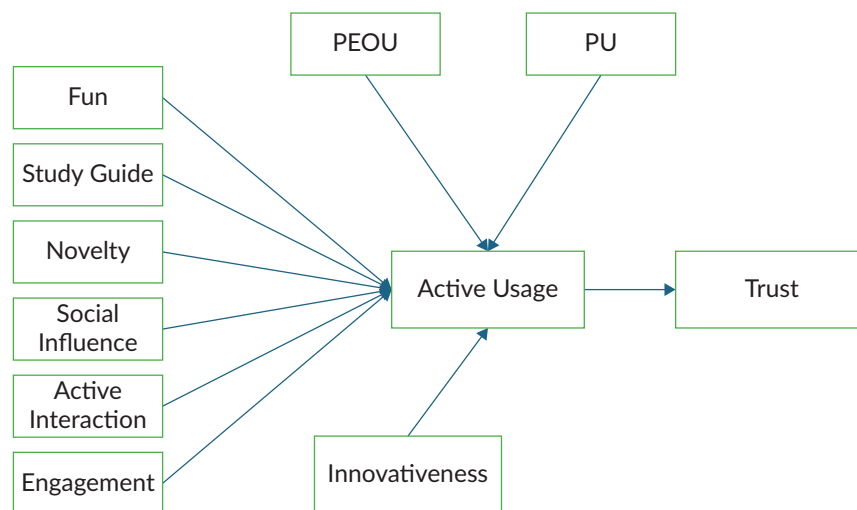 PEOU
PU
Fun
Study Guide
Novelty
Social
Influence
Active
Interaction
Engagement
Active Usage
Trust
Innovativeness